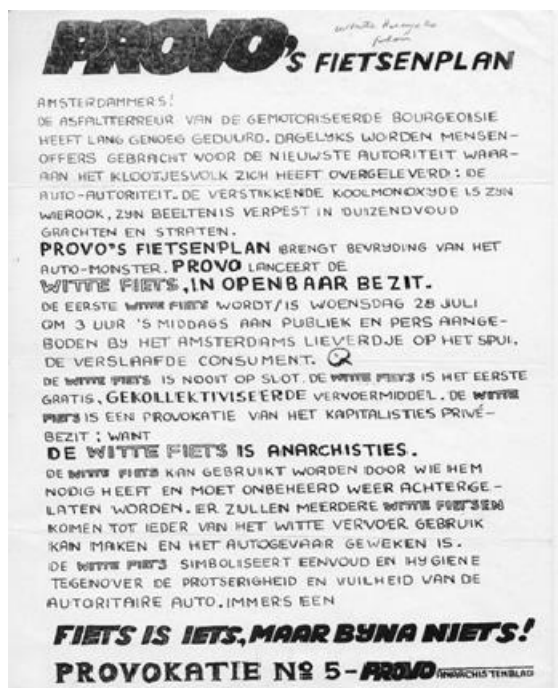 PROVO'S FIETSENPLAN
AMSTERDAMMERS!
DE ASFALTTERREUR VAN DE GEMOTORISEERDE BOURGEOISIE
HEEFT LANG GENOEG GEDUURD. DAGELYKS WORDEN MENSEN-
OFFERS GEBRACHT VOOR DE NIEUWSTE AUTORITEIT WAAR-
AAN HET KLOOTJESVOLK ZICH HEEFT OVERGELEVERD: DE
AUTO-AUTORITEIT. DE VERSTIKKENDE KOOLMONOXYDE IS ZYN
WIEROOK, ZYN BEELTENIS VERPEST IN DUIZENDVOUD
GRACHTEN EN STRATEN.
PROVO'S FIETSENPLAN BRENGT BEVRYDING VAN HET
AUTO-MONSTER. PROVO LANCEERT DE
WITTE FIETS, IN OPENBAAR BEZIT.
DE EERSTE WITTE FIETS WORDT/IS WOENSDAG 28 JULI
OM 3 UUR 'S MIDDAGS AAN PUBLIEK EN PERS AANGE-
BODEN BY HET AMSTERDAMS LIEVERDJE OP HET SPUI,
DE VERSLAAFDE CONSUMENT.
DE WITTE FIETS IS NOOIT OP SLOT. DE WITTE FIETS IS HET EERSTE
GRATIS, GEKOLLEKTIVISEERDE VERVOERMIDDEL. DE WITTE
FIETS IS EEN PROVOKATIE VAN HET KAPITALISTIES PRIVÉ-
BEZIT; WANT
DE WITTE FIETS IS ANARCHISTIES.
DE WITTE FIETS KAN GEBRUIKT WORDEN DOOR WIE HEM
NODIG HEEFT EN MOET ONBEHEERD WEER ACHTERGE-
LATEN WORDEN. ER ZULLEN MEERDERE WITTE FIETSEN
KOMEN TOT IEDER VAN HET WITTE VERVOER GEBRUIK
KAN MAKEN EN HET AUTOGEVAAR GEWEKEN IS.
DE WITTE FIETS SIMBOLISEERT EENVOUD EN HYGIENE
TEGENOVER DE PROTSERIGHEID EN VUILHEID VAN DE
AUTORITAIRE AUTO. IMMERS EEN
FIETS IS IETS, MAAR BYNA NIETS!
PROVOKATIE Nº 5 - PROVO ANARCHISTENBLAD